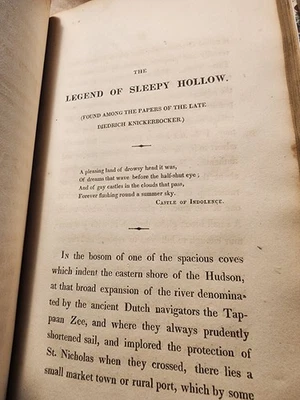 THE
LEGEND OF SLEEPY HOLLOW.
(FOUND AMONG THE PAPERS OF THE LATE
DIEDRICH KNICKERBOCKER.)
A pleasing land of drowsy head it was,
Of dreams that wave before the half-shut eye;
And of gay castles in the clouds that pass,
Forever flushing round a summer sky.
CASTLE OF INDOLENCE.
IN the bosom of one of the spacious coves
which indent the eastern shore of the Hudson,
at that broad expansion of the river denomina-
ted by the ancient Dutch navigators the Tap-
paan Zee, and where they always prudently
shortened sail, and implored the protection of
St. Nicholas when they crossed, there lies a
small market town or rural port, which by some